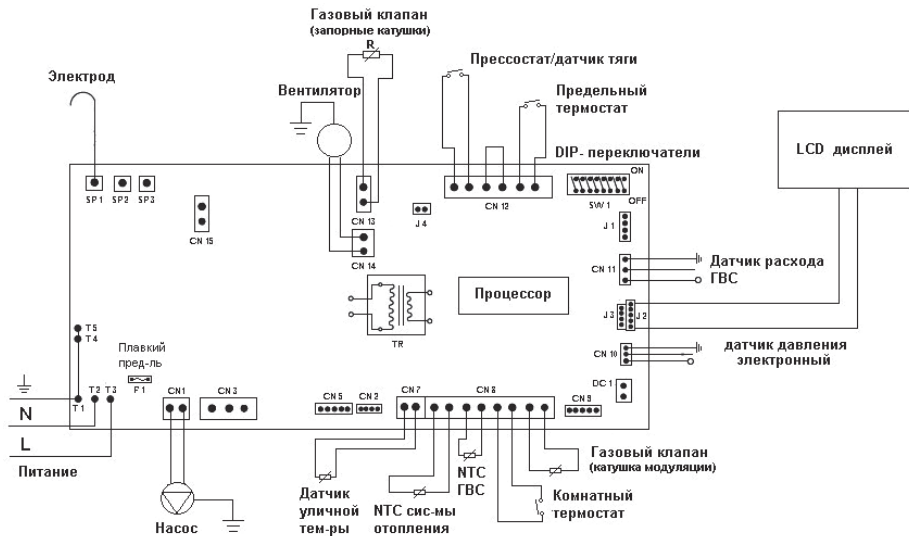 Газовый клапан
(запорные катушки)
R
Электрод
Вентилятор
Прессостат/датчик тяги
Предельный
термостат
DIP- переключатели
LCD дисплей
ON
OFF
SP1
SP2
SP3
CN 15
CN 13
CN 14
J 4
CN 12
SW 1
J 1
CN 11
Датчик расхода
ГВС
Процессор
TR
J3
J 2
датчик давления
электронный
CN 10
T5
T4
Плавкий
пред-ль
F1
T1
T2
T3
CN1
CN 3
CN 5
CN 2
CN 7
CN 8
CN 9
DC 1
N
L
Питание
Насос
Датчик
уличной
тем-ры
NTC сис-мы
отопления
NTC
ГВС
Комнатный
термостат
Газовый клапан
(катушка модуляции)